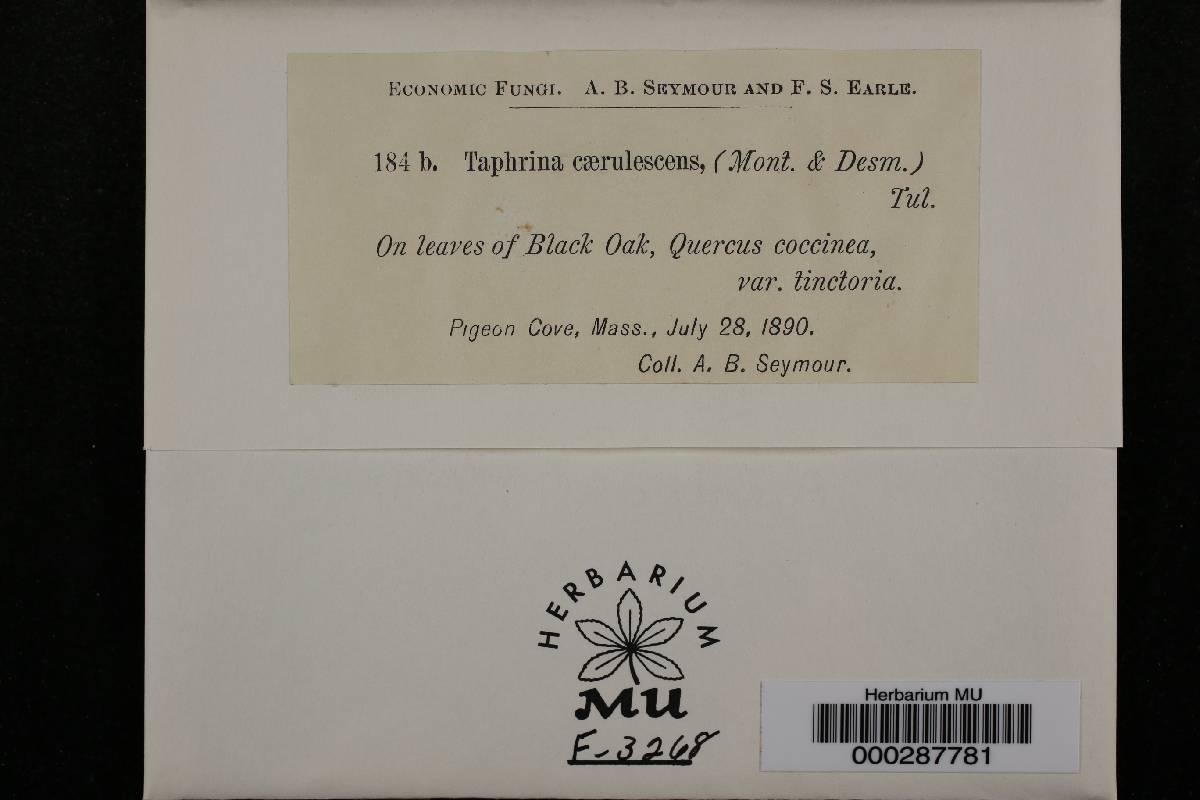 Economic Fungi. A. B. Seymour and F. S. Earle.
184 b. Taphrina cærulescens, (Mont. & Desm.)
Tul.
On leaves of Black Oak, Quercus coccinea,
var. tinctoria.
Pigeon Cove, Mass., July 28, 1890.
Coll. A. B. Seymour.
HERBARIUM
MU
F-3268
Herbarium MU
000287781